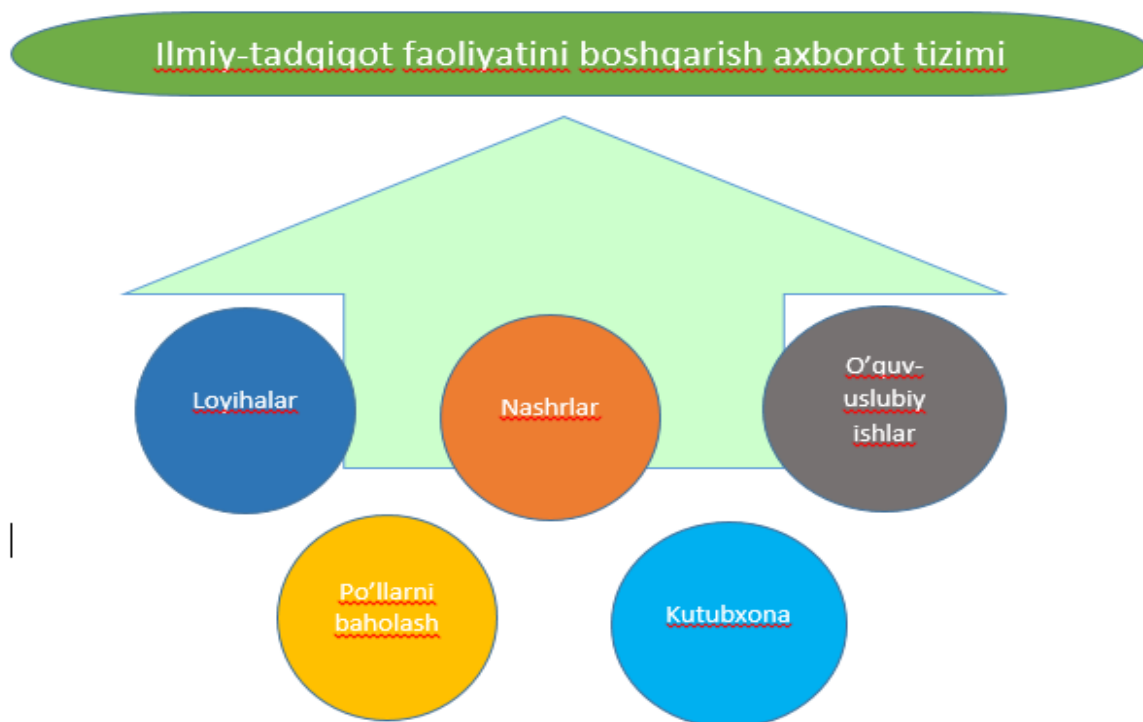 Ilmiy-tadqiqot faoliyatini boshqarish axborot tizimi
Loyihalar
Nashrlar
O’quv-
uslubiy
ishlar
Po’llarni
baholash
Kutubxona